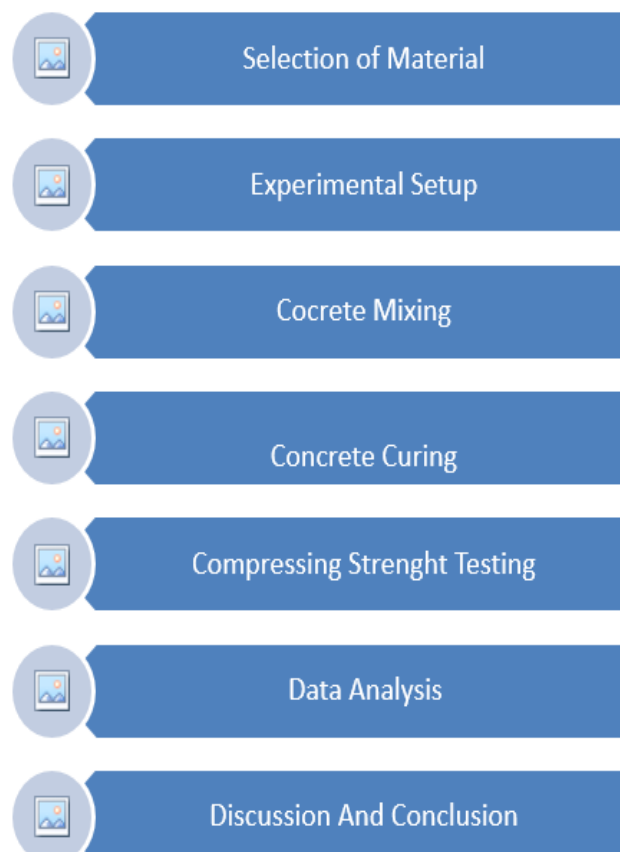 Selection of Material
Experimental Setup
Cocrete Mixing
Concrete Curing
Compressing Strenght Testing
Data Analysis
Discussion And Conclusion